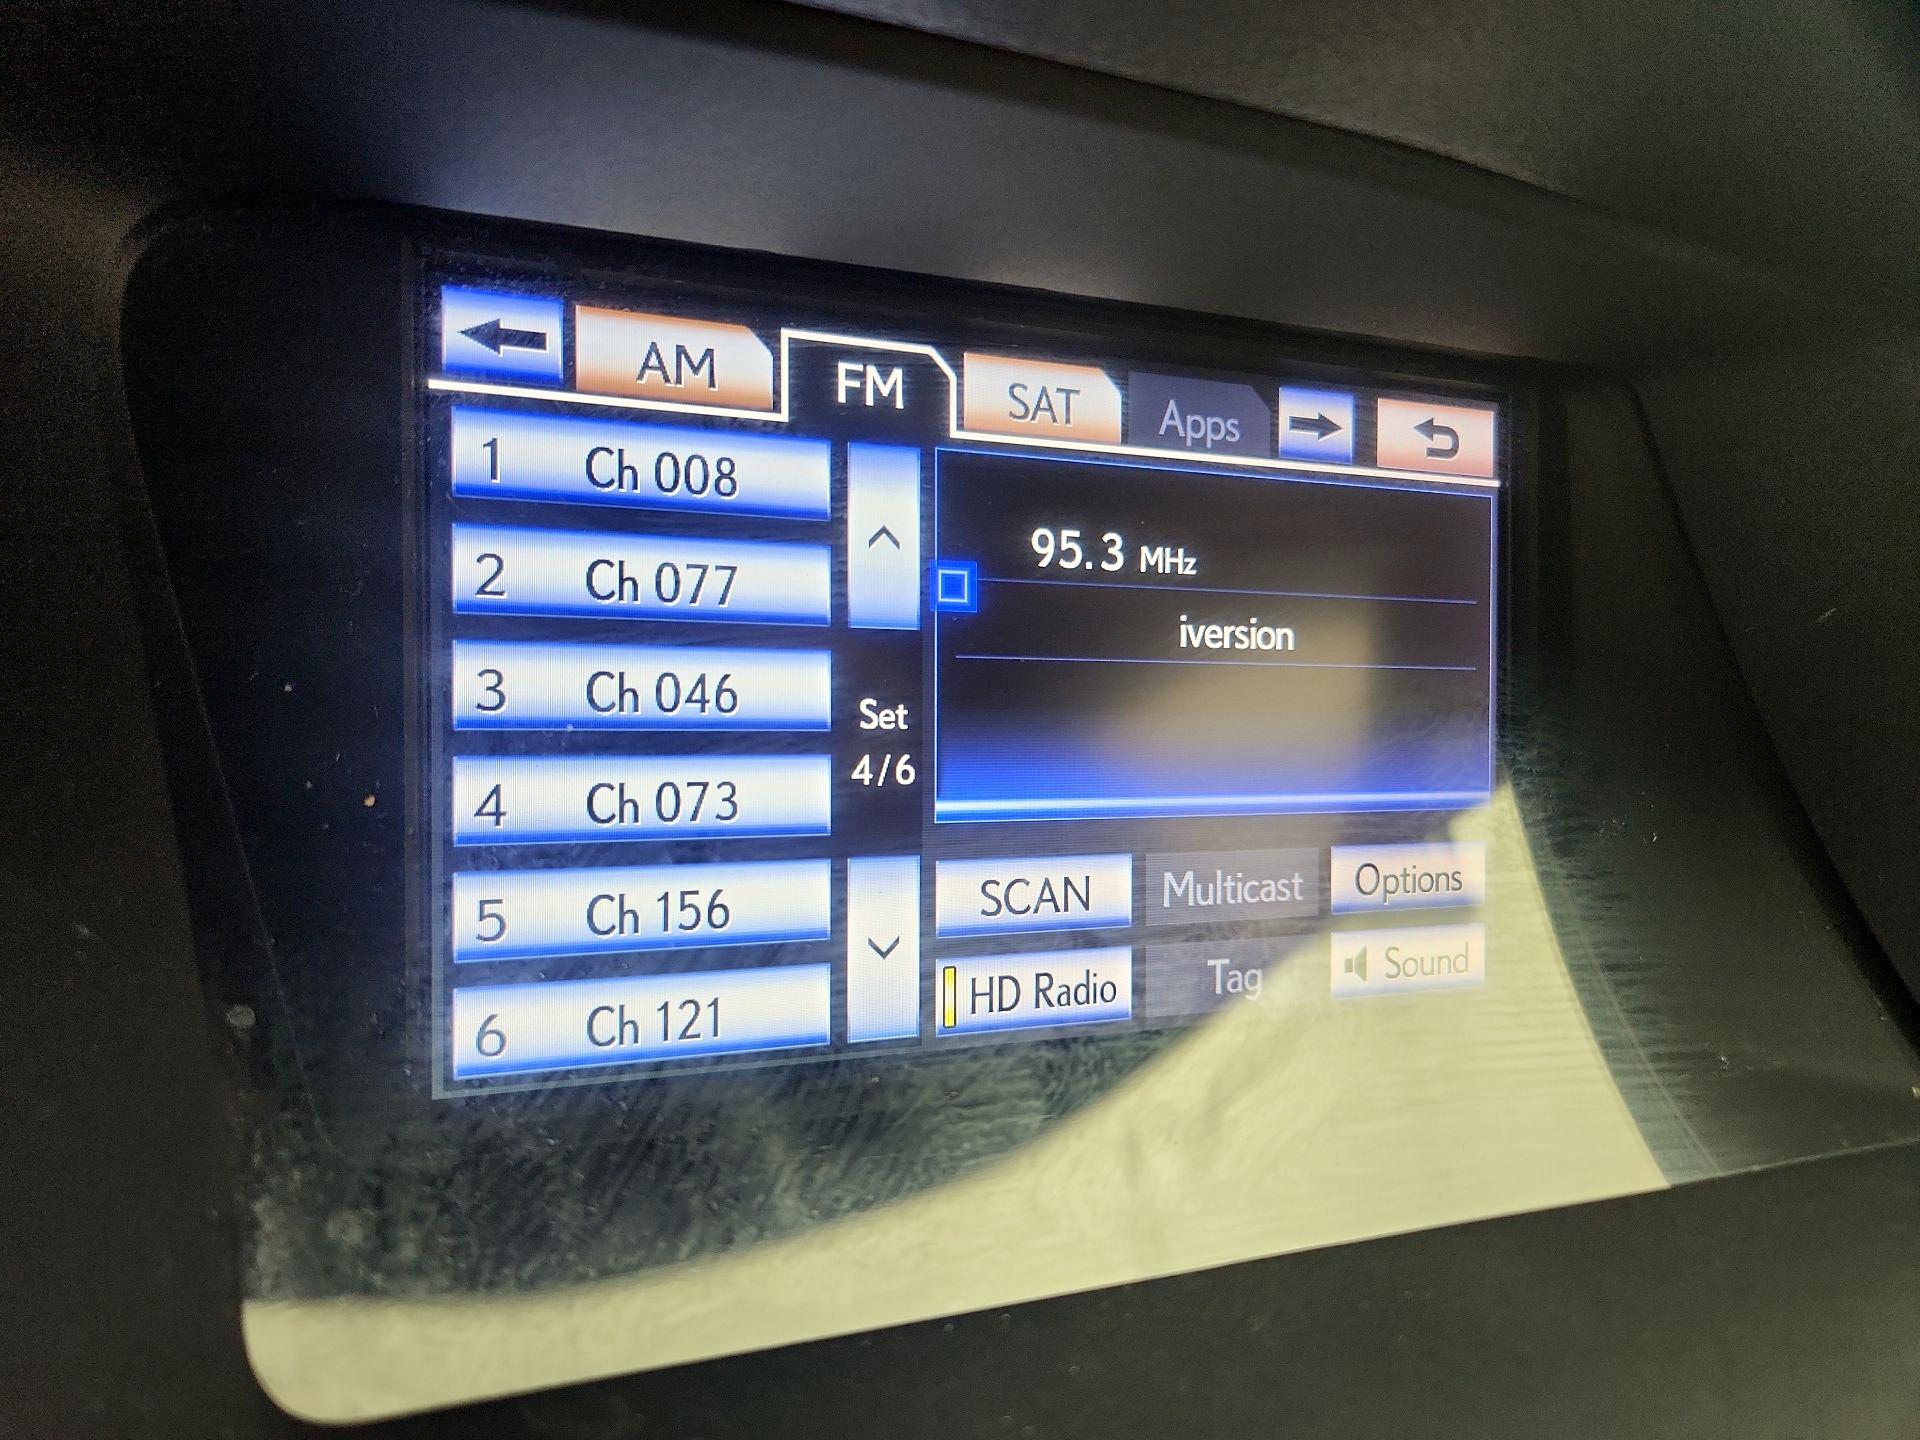 AM
FM
SAT
Apps
1 Ch 008
2 Ch 077
3 Ch 046
4 Ch 073
5 Ch 156
6 Ch 121
Set
4/6
95.3 MHz
iversion
SCAN
Multicast
Options
HD Radio
Tag
Sound